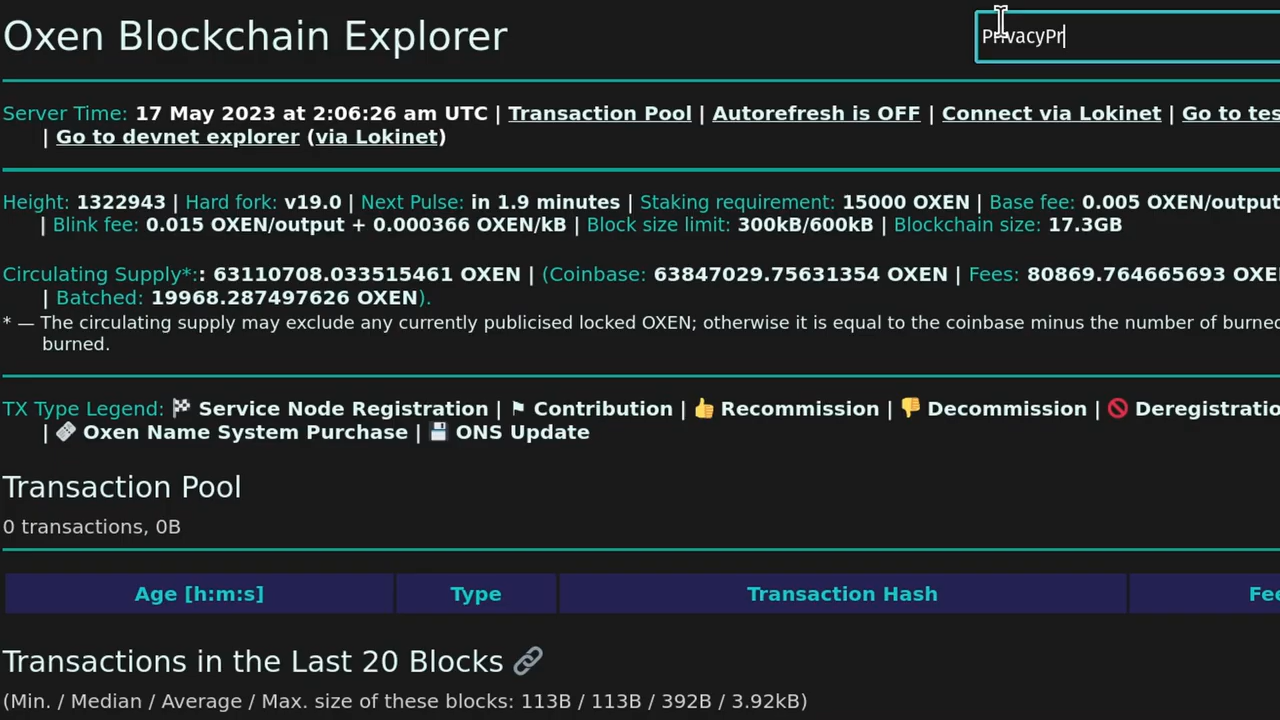 Oxen Blockchain Explorer
PrivacyPr
Server Time: 17 May 2023 at 2:06:26 am UTC | Transaction Pool | Autorefresh is OFF | Connect via Lokinet | Go to tes
| Go to devnet explorer (via Lokinet)
Height: 1322943 | Hard fork: v19.0 | Next Pulse: in 1.9 minutes | Staking requirement: 15000 OXEN | Base fee: 0.005 OXEN/output
| Blink fee: 0.015 OXEN/output + 0.000366 OXEN/kB | Block size limit: 300kB/600kB | Blockchain size: 17.3GB
Circulating Supply*:: 63110708.033515461 OXEN | (Coinbase: 63847029.75631354 OXEN | Fees: 80869.764665693 OXE
| Batched: 19968.287497626 OXEN).
* — The circulating supply may exclude any currently publicised locked OXEN; otherwise it is equal to the coinbase minus the number of burne
burned.
TX Type Legend: 🏁 Service Node Registration | ⚑ Contribution | 👍 Recommission | 👎 Decommission | 🚫 Deregistratio
| Oxen Name System Purchase | 💾 ONS Update
Transaction Pool
0 transactions, 0B
Age [h:m:s] Type Transaction Hash Fee
Transactions in the Last 20 Blocks 🔗
(Min. / Median / Average / Max. size of these blocks: 113B / 113B / 392B / 3.92kB)